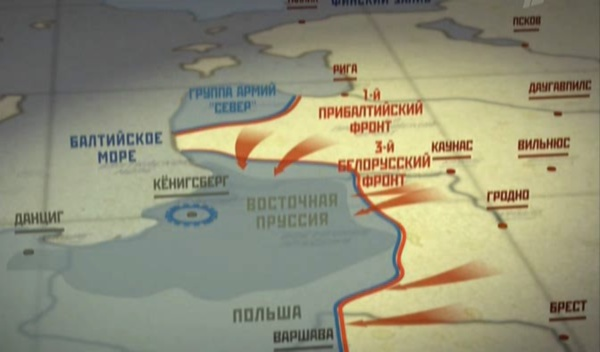 ФИНСКИЙ ЗАЛИВ
ПСКОВ
РИГА
ГРУППА АРМИЙ
"СЕВЕР"
1-й
ПРИБАЛТИЙСКИЙ
ФРОНТ
ДАУГАВПИЛС
БАЛТИЙСКОЕ
МОРЕ
3-й
БЕЛОРУССКИЙ
ФРОНТ
КАУНАС
ВИЛЬНЮС
КЁНИГСБЕРГ
ВОСТОЧНАЯ
ПРУССИЯ
ГРОДНО
ДАНЦИГ
ПОЛЬША
ВАРШАВА
БРЕСТ